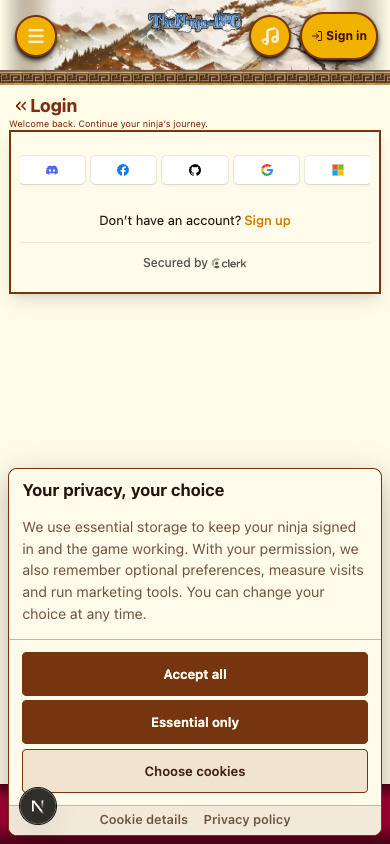 TheNinja-RPG
Sign in
« Login
Welcome back. Continue your ninja's journey.
Don't have an account? Sign up
Secured by clerk
Your privacy, your choice
We use essential storage to keep your ninja signed
in and the game working. With your permission, we
also remember optional preferences, measure visits
and run marketing tools. You can change your
choice at any time.
Accept all
Essential only
Choose cookies
N
Cookie details Privacy policy